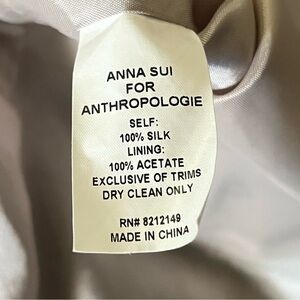 ANNA SUI
FOR
ANTHROPOLOGIE
SELF:
100% SILK
LINING:
100% ACETATE
EXCLUSIVE OF TRIMS
DRY CLEAN ONLY
RN# 8212149
MADE IN CHINA